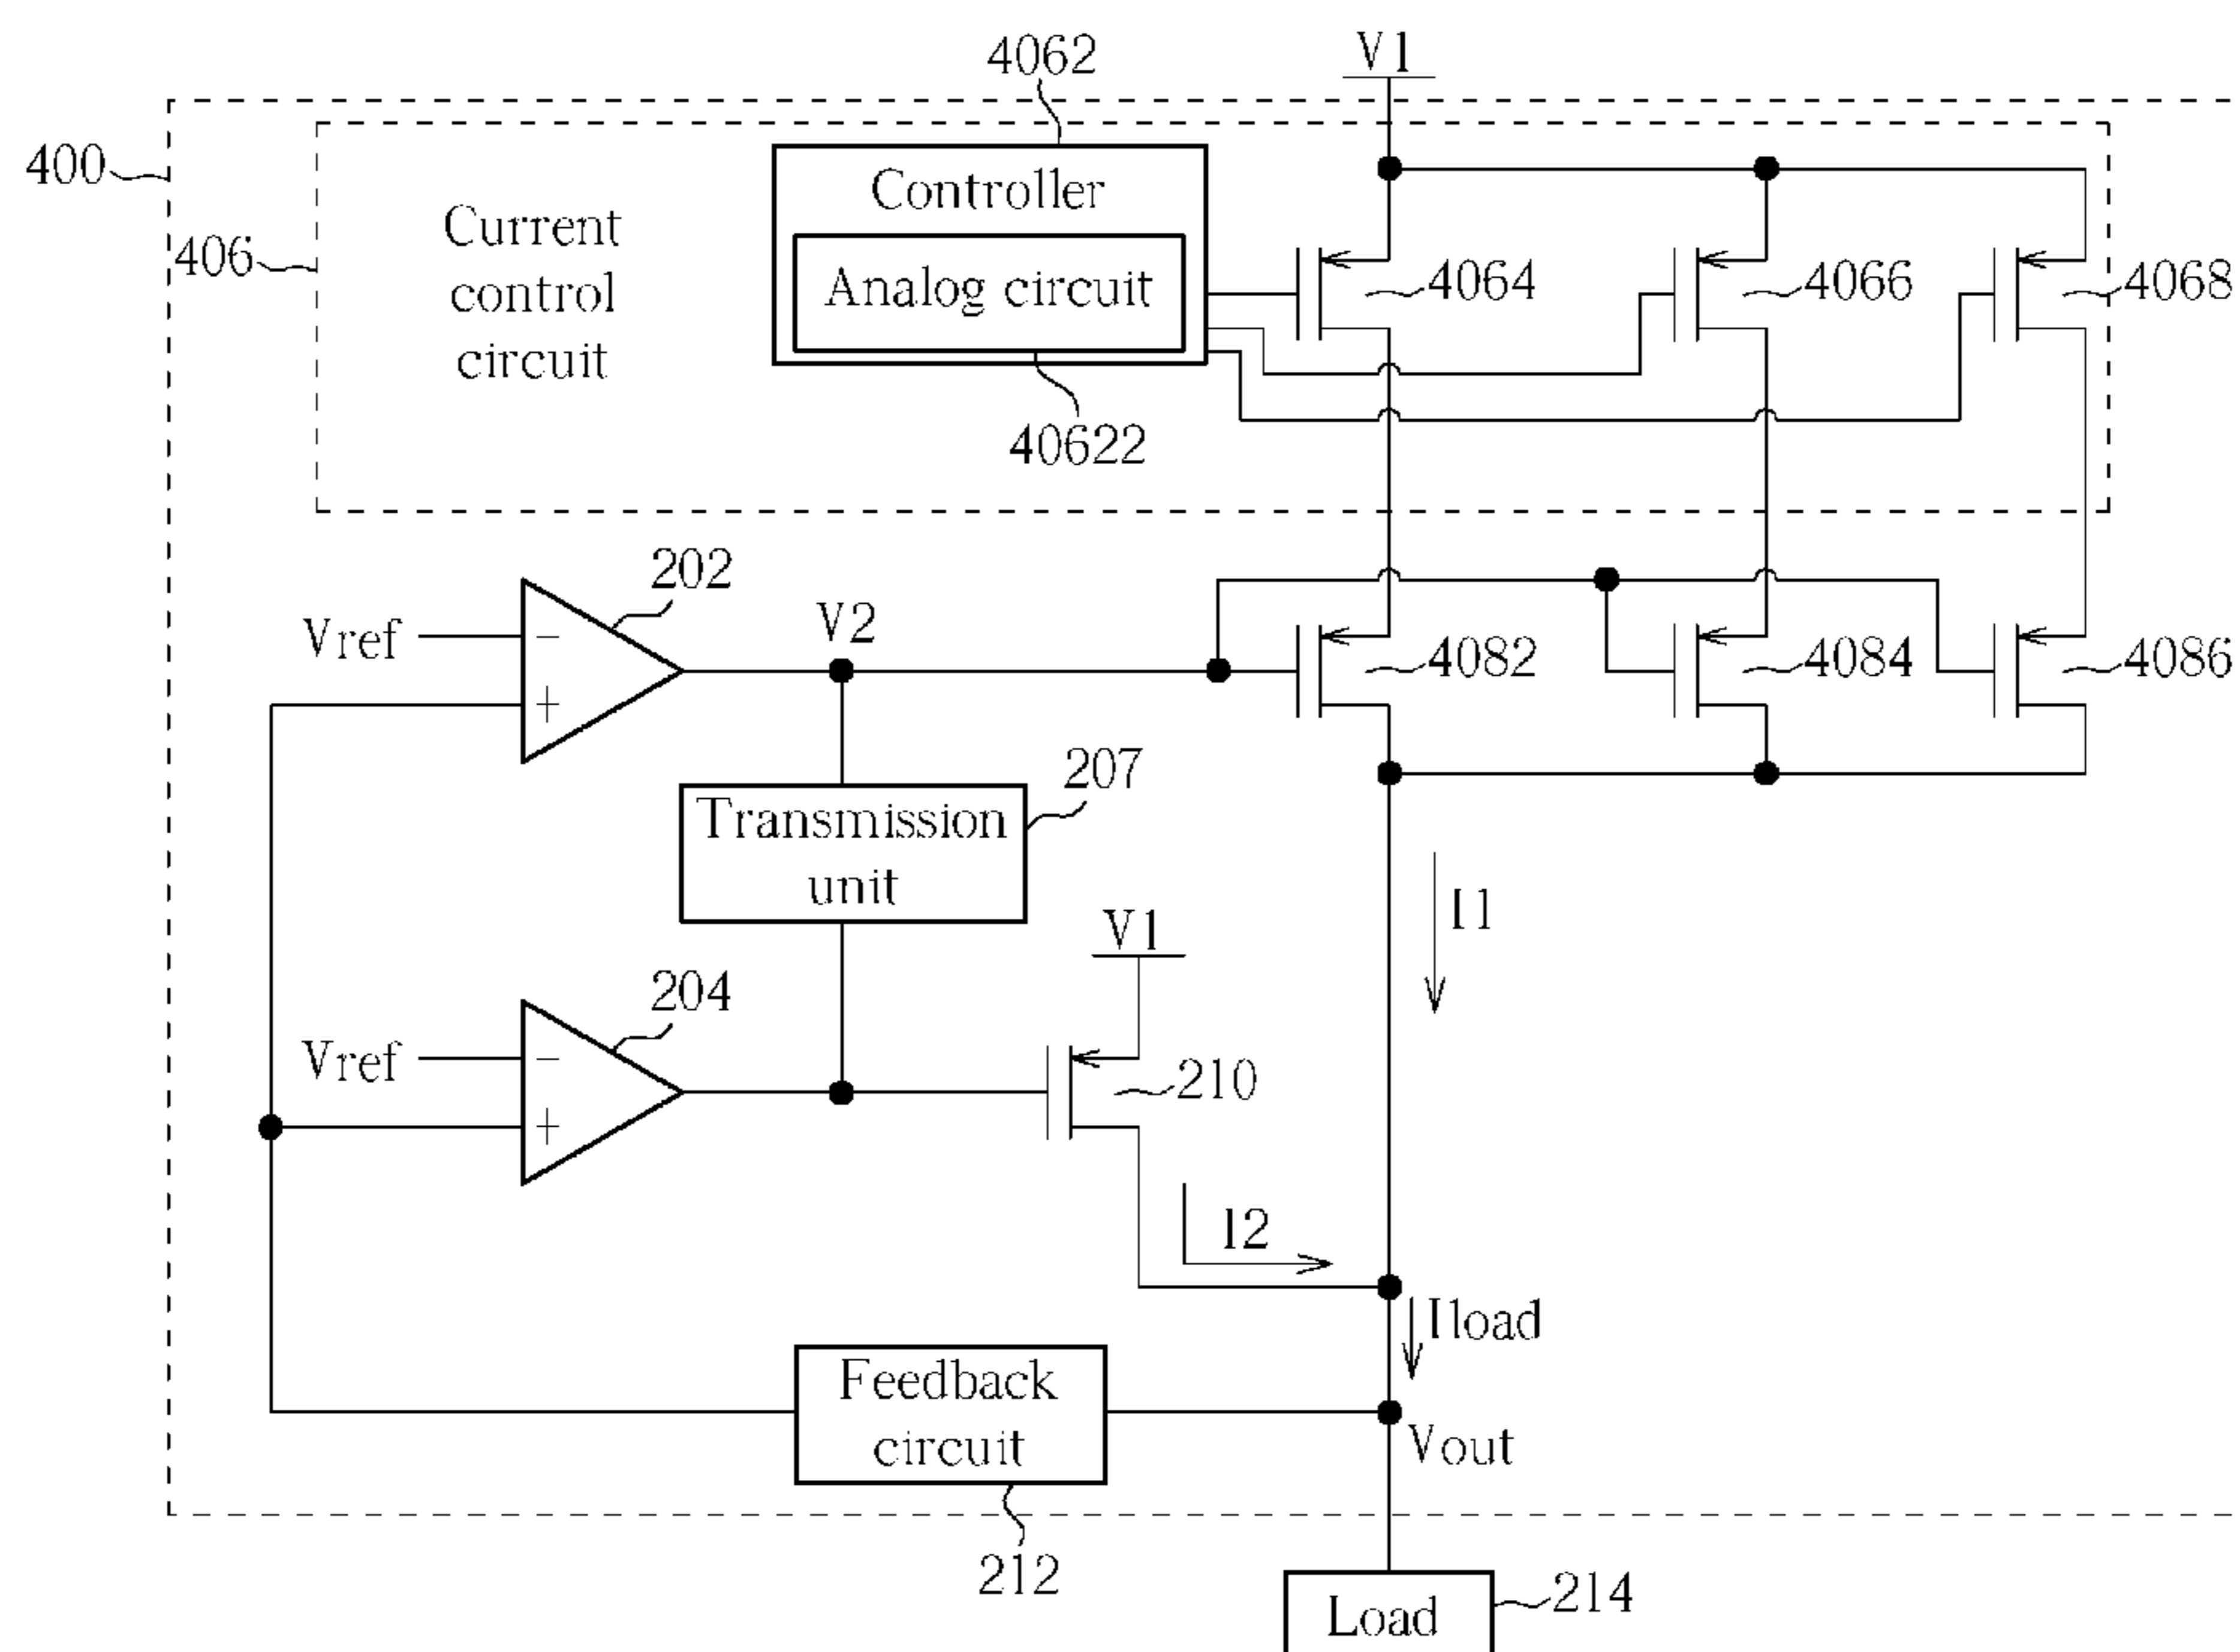 4062
V1
400
Controller
Current
control
circuit
406
Analog circuit
4064
4066
4068
40622
202
V2
Vref
−
+
4082
4084
4086
207
Transmission
unit
V1
I1
204
Vref
−
+
210
I2
Iload
Feedback
circuit
Vout
212
Load
214